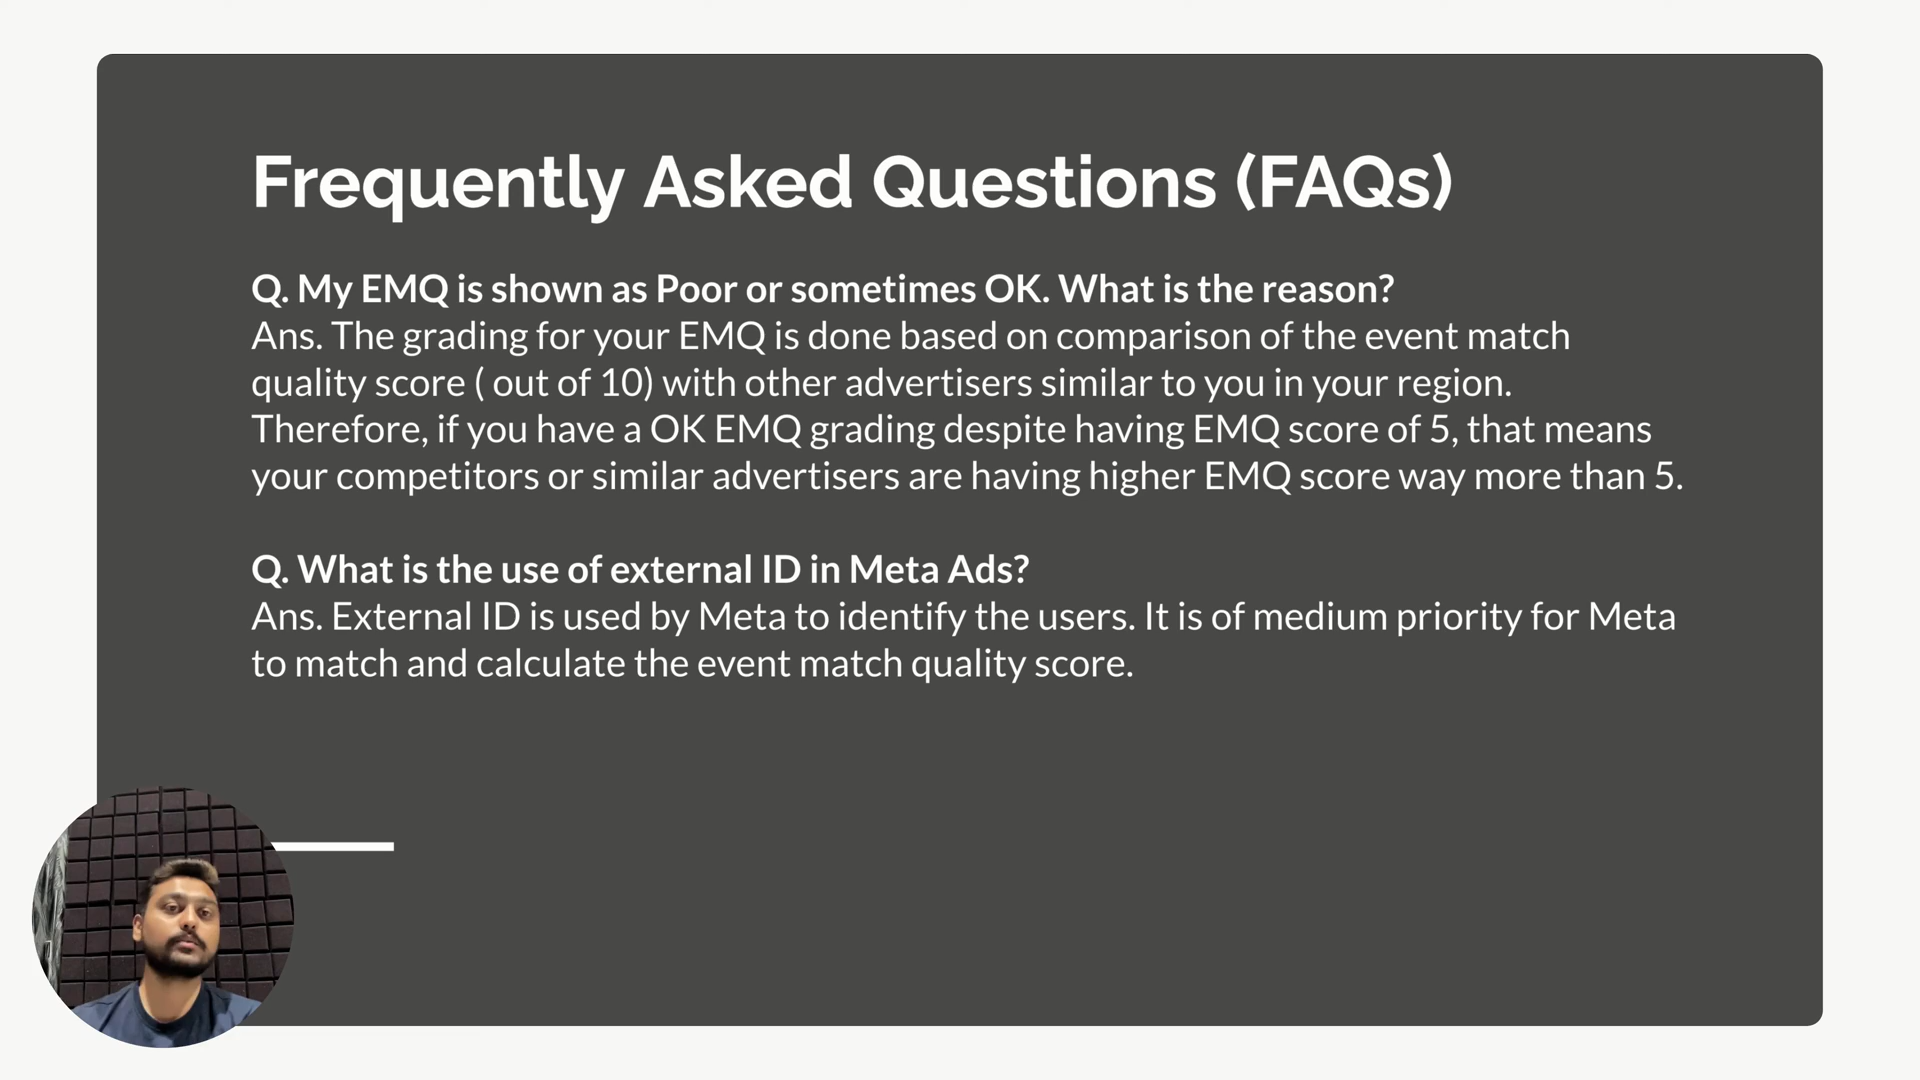 Frequently Asked Questions (FAQs)
Q. My EMQ is shown as Poor or sometimes OK. What is the reason?
Ans. The grading for your EMQ is done based on comparison of the event match
quality score ( out of 10) with other advertisers similar to you in your region.
Therefore, if you have a OK EMQ grading despite having EMQ score of 5, that means
your competitors or similar advertisers are having higher EMQ score way more than 5.
Q. What is the use of external ID in Meta Ads?
Ans. External ID is used by Meta to identify the users. It is of medium priority for Meta
to match and calculate the event match quality score.